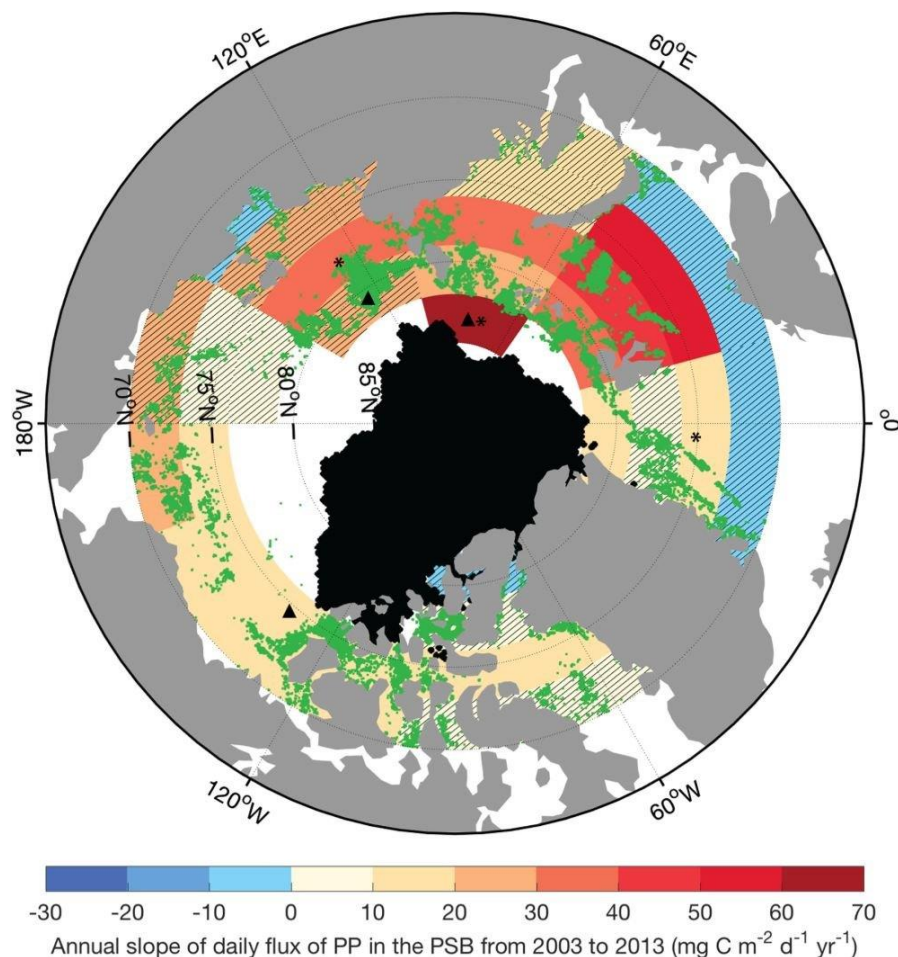 120°E
60°E
180°W
70°N
75°N
80°N
85°N
0°
120°W
60°W
-30 -20 -10 0 10 20 30 40 50 60 70
Annual slope of daily flux of PP in the PSB from 2003 to 2013 (mg C m⁻² d⁻¹ yr⁻¹)